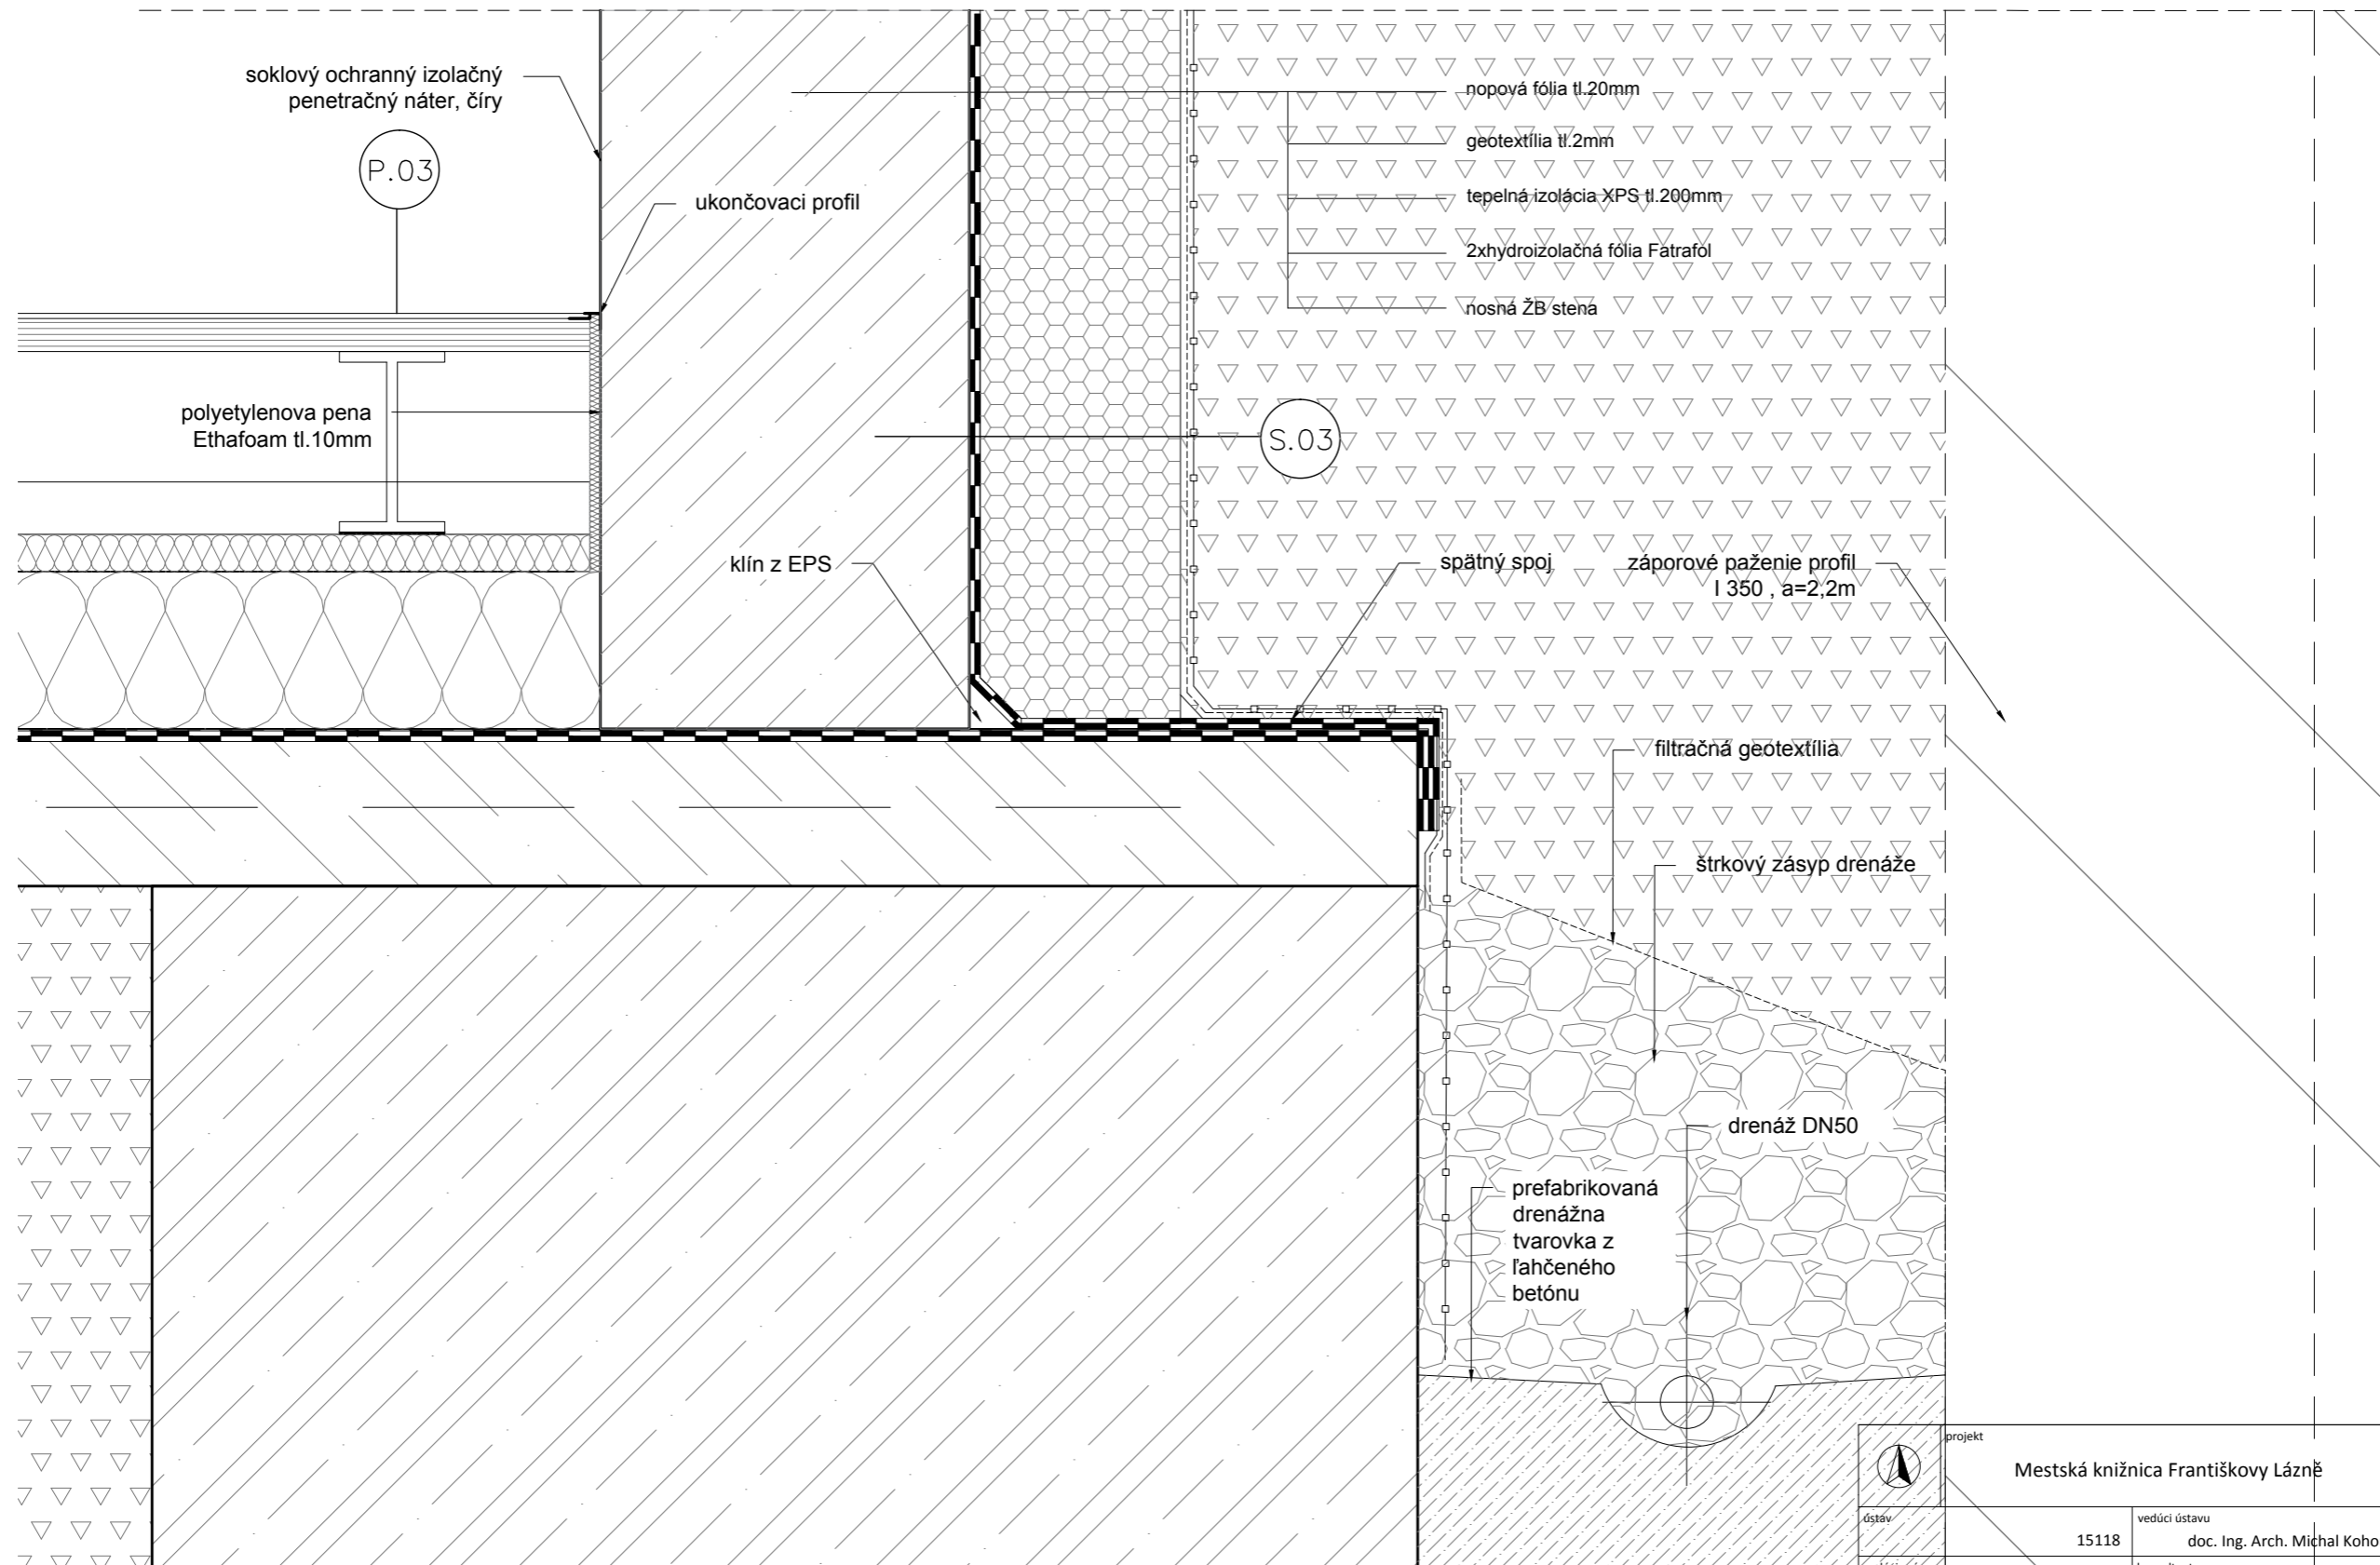 soklový ochranný izolačný
penetračný náter, číry
P.03
ukončovaci profil
nopová fólia tl.20mm
geotextília tl.2mm
tepelná izolácia XPS tl.200mm
2xhydroizolačná fólia Fatrafol
nosná ŽB stena
polyetylenova pena
Ethafoam tl.10mm
S.03
klín z EPS
spätný spoj
záporové paženie profil
I 350 , a=2,2m
filtračná geotextília
štrkový zásyp drenáže
drenáž DN50
prefabrikovaná
drenážna
tvarovka z
ľahčeného
betónu
projekt
Mestská knižnica Františkovy Lázně
ústav
15118
vedúci ústavu
doc. Ing. Arch. Michal Koho